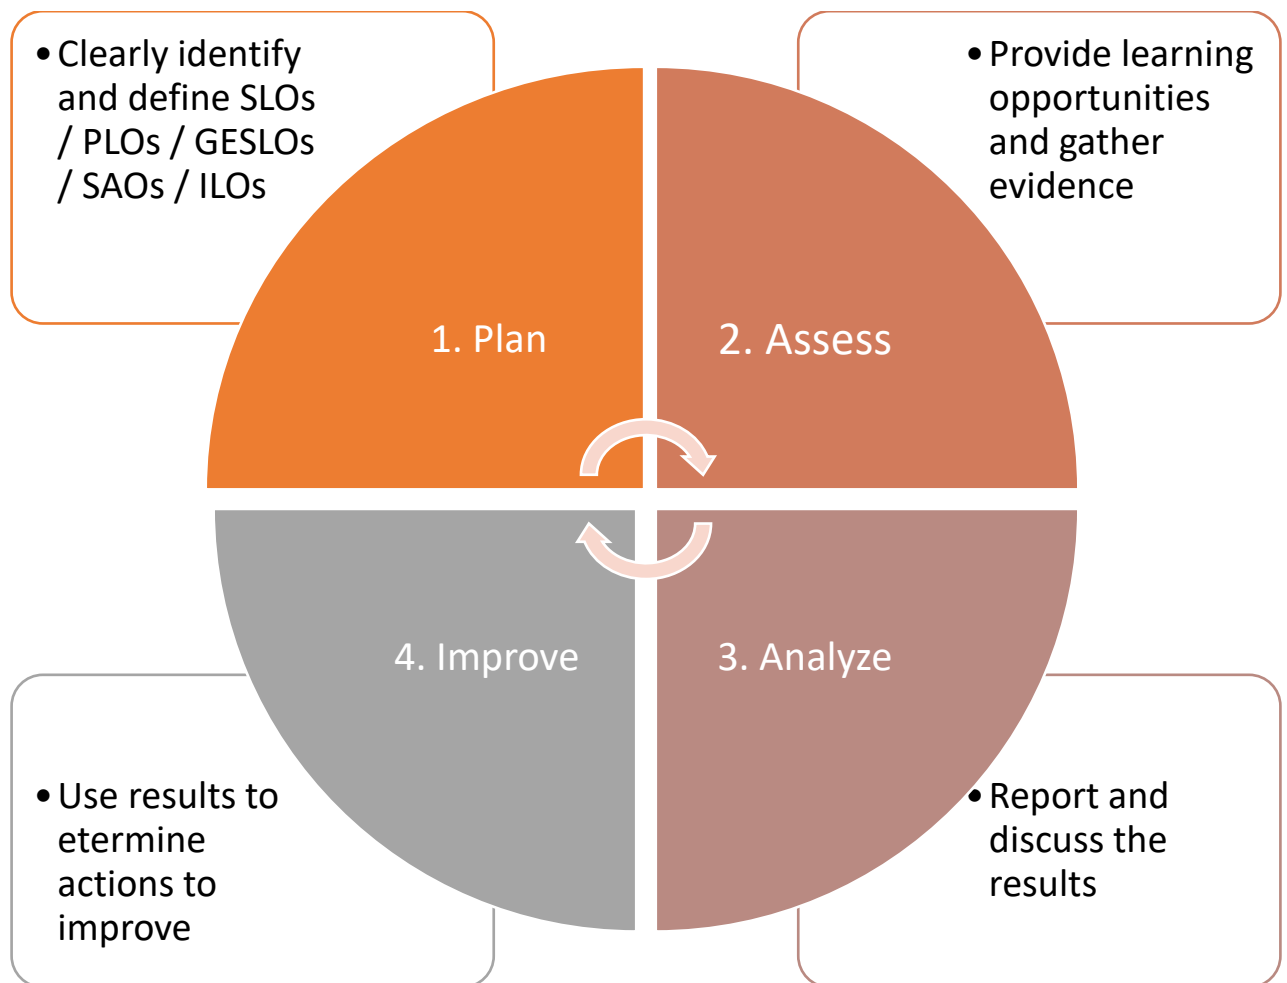 • Clearly identify
and define SLOs
/ PLOs / GESLOs
/ SAOs / ILOs
• Provide learning
opportunities
and gather
evidence
1. Plan
2. Assess
4. Improve
3. Analyze
• Use results to
etermine
actions to
improve
• Report and
discuss the
results